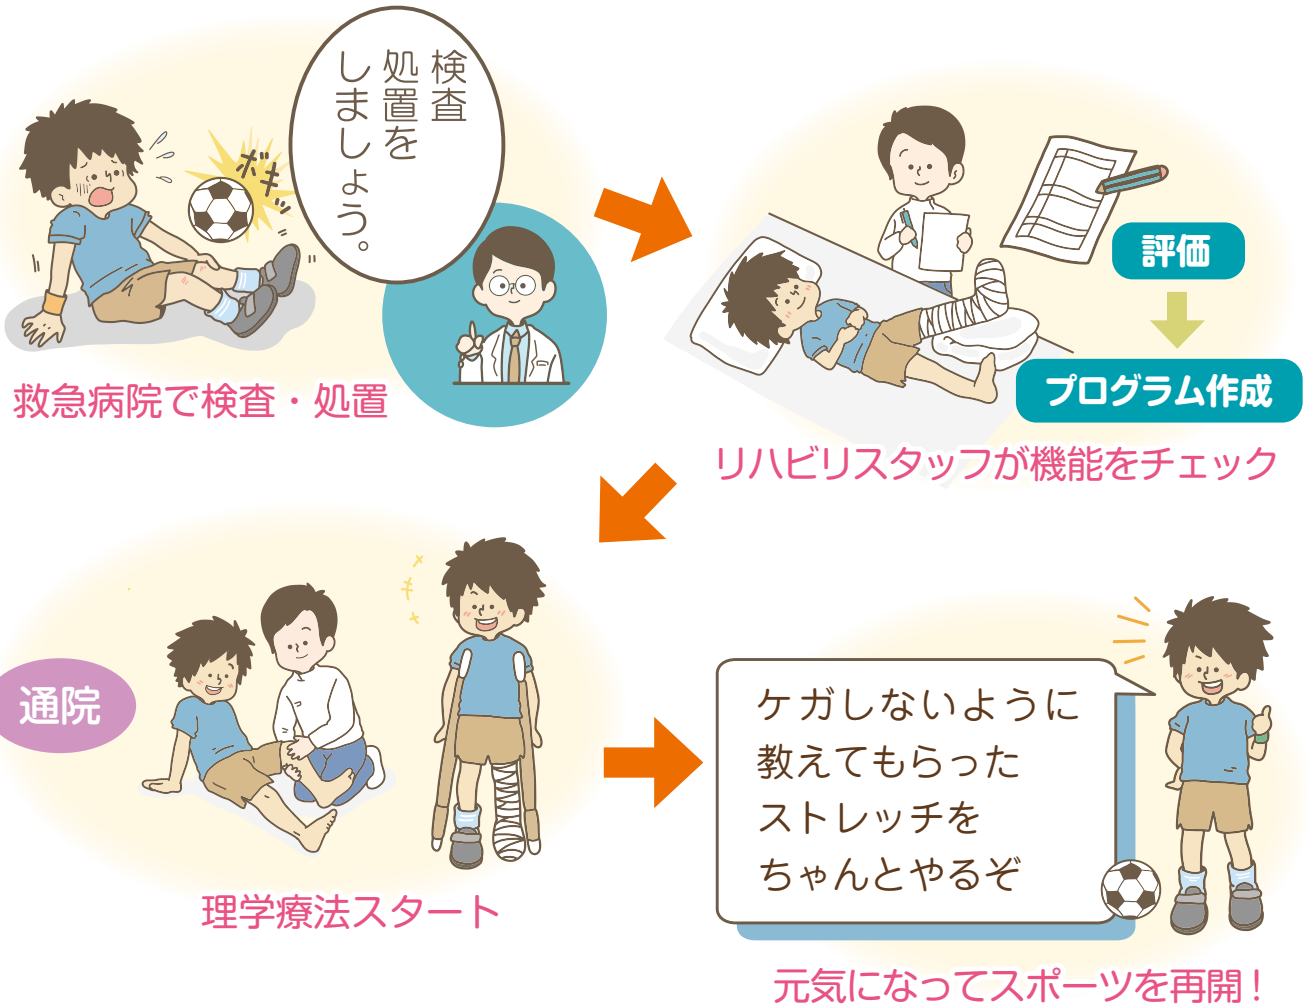 検査
処置を
しましょう。
ボキッ
救急病院で検査・処置
評価
プログラム作成
リハビリスタッフが機能をチェック
通院
理学療法スタート
ケガしないように
教えてもらった
ストレッチを
ちゃんとやるぞ
元気になってスポーツを再開！